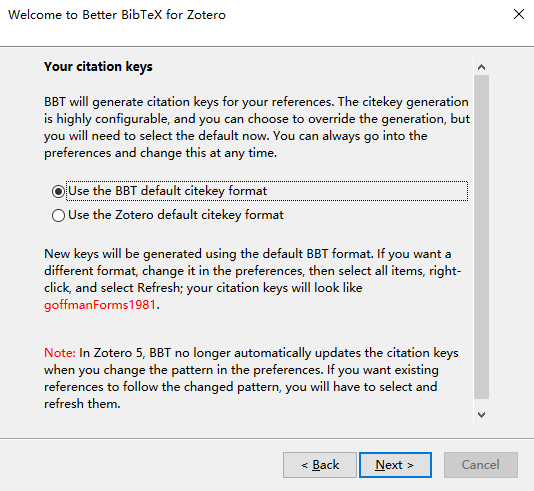 Welcome to Better BibTeX for Zotero
Your citation keys
BBT will generate citation keys for your references. The citekey generation
is highly configurable, and you can choose to override the generation, but
you will need to select the default now. You can always go into the
preferences and change this at any time.
Use the BBT default citekey format
Use the Zotero default citekey format
New keys will be generated using the default BBT format. If you want a
different format, change it in the preferences, then select all items, right-
click, and select Refresh; your citation keys will look like
goffmanForms1981.
Note: In Zotero 5, BBT no longer automatically updates the citation keys
when you change the pattern in the preferences. If you want existing
references to follow the changed pattern, you will have to select and
refresh them.
< Back Next > Cancel